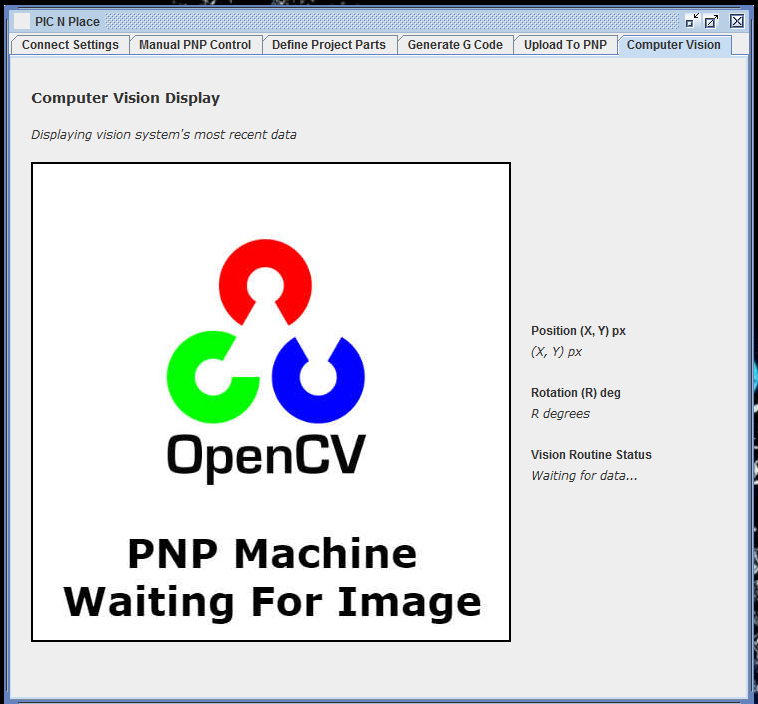 PIC N Place
Connect Settings Manual PNP Control Define Project Parts Generate G Code Upload To PNP Computer Vision
Computer Vision Display
Displaying vision system's most recent data
OpenCV
PNP Machine
Waiting For Image
Position (X, Y) px
(X, Y) px
Rotation (R) deg
R degrees
Vision Routine Status
Waiting for data...